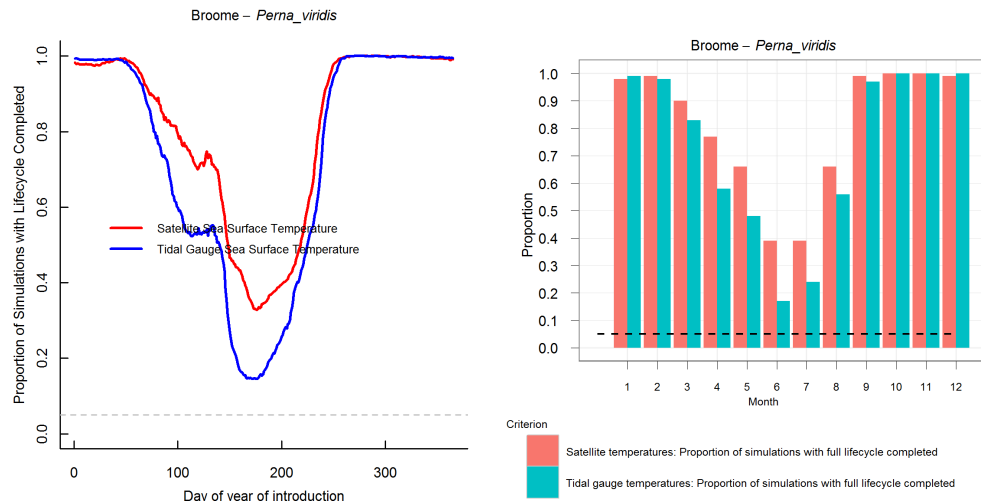 Broome – Perna_viridis
Proportion of Simulations with Lifecycle Completed
1.0
0.8
0.6
0.4
0.2
0.0
Satellite Sea Surface Temperature
Tidal Gauge Sea Surface Temperature
0
100
200
300
Day of year of introduction
Broome – Perna_viridis
Proportion
1.0
0.9
0.8
0.7
0.6
0.5
0.4
0.3
0.2
0.1
0.0
1 2 3 4 5 6 7 8 9 10 11 12
Month
Criterion
Satellite temperatures: Proportion of simulations with full lifecycle completed
Tidal gauge temperatures: Proportion of simulations with full lifecycle completed